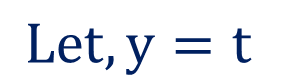 Let, y = t